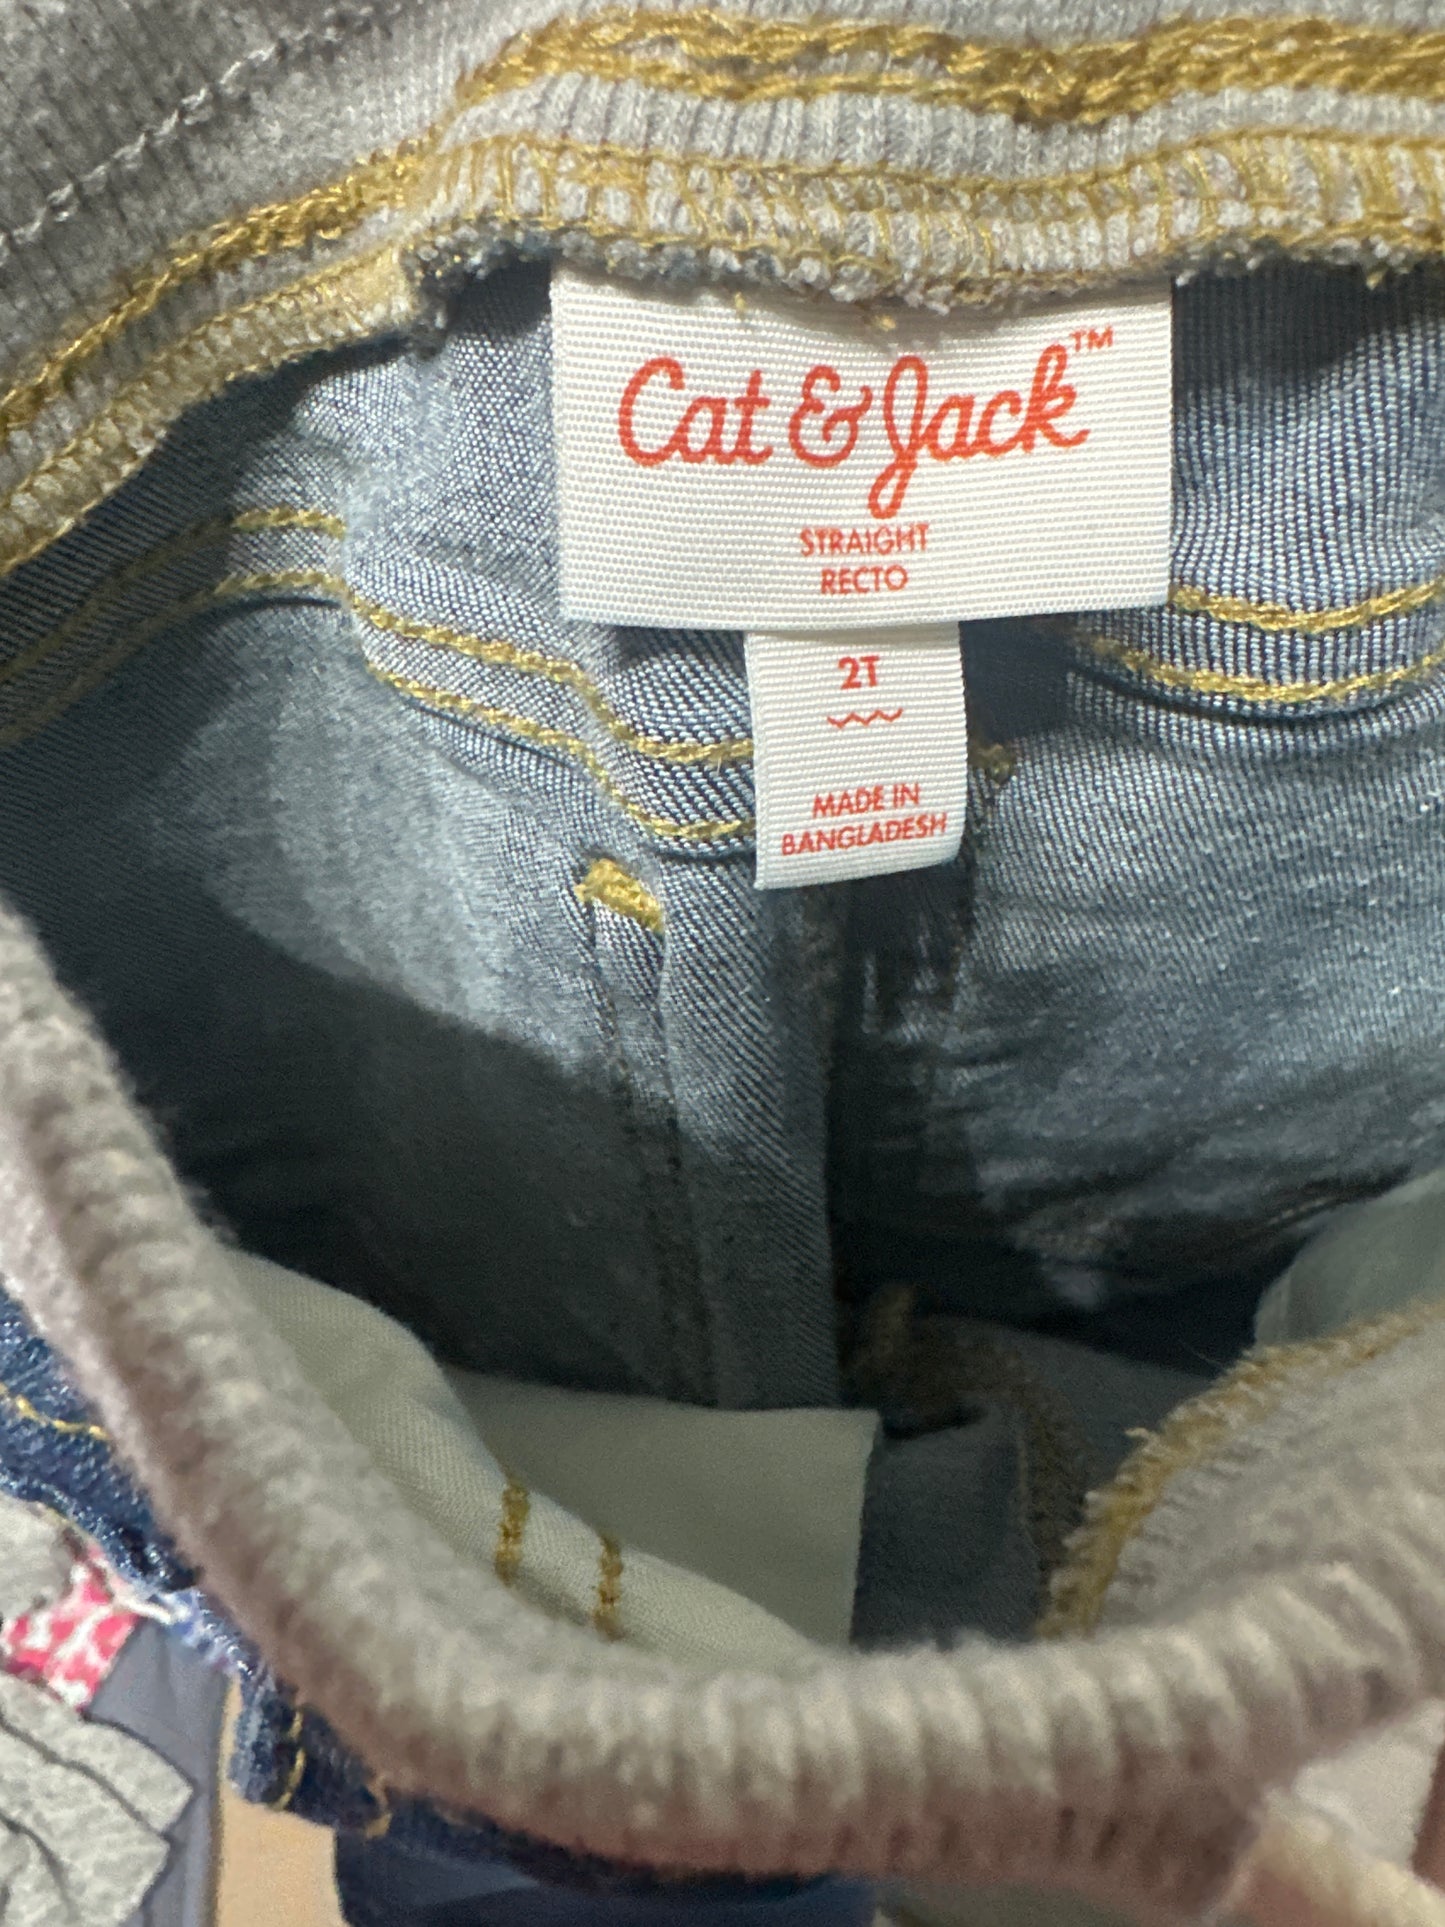 Cat & Jack™
STRAIGHT
RECTO
2T
MADE IN
BANGLADESH